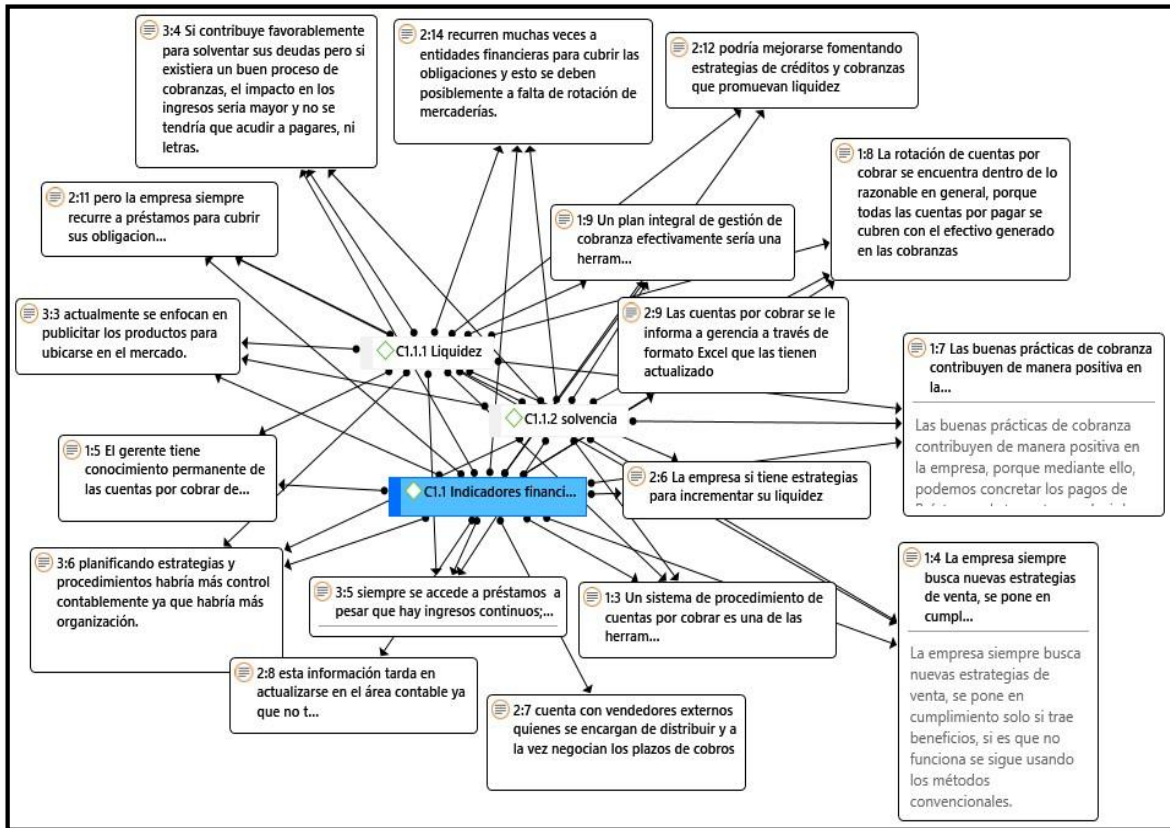 3:4 Si contribuye favorablemente
para solventar sus deudas pero si
existiera un buen proceso de
cobranzas, el impacto en los
ingresos seria mayor y no se
tendría que acudir a pagares, ni
letras.
2:14 recurren muchas veces a
entidades financieras para cubrir las
obligaciones y esto se deben
posiblemente a falta de rotación de
mercaderías.
2:12 podría mejorarse fomentando
estrategias de créditos y cobranzas
que promuevan liquidez
1:8 La rotación de cuentas por
cobrar se encuentra dentro de lo
razonable en general, porque
todas las cuentas por pagar se
cubren con el efectivo generado
en las cobranzas
2:11 pero la empresa siempre
recurre a préstamos para cubrir
sus obligacion...
1:9 Un plan integral de gestión de
cobranza efectivamente sería una
herram...
3:3 actualmente se enfocan en
publicitar los productos para
ubicarse en el mercado.
2:9 Las cuentas por cobrar se le
informa a gerencia a través de
formato Excel que las tienen
actualizado
C1.1.1 Liquidez
1:7 Las buenas prácticas de cobranza
contribuyen de manera positiva en
la...
Las buenas prácticas de cobranza
contribuyen de manera positiva en
la empresa, porque mediante ello,
podemos concretar los pagos de
C1.1.2 solvencia
1:5 El gerente tiene
conocimiento permanente de
las cuentas por cobrar de...
C1.1 Indicadores financi...
2:6 La empresa si tiene estrategias
para incrementar su liquidez
3:6 planificando estrategias y
procedimientos habría más control
contablemente ya que habría más
organización.
3:5 siempre se accede a préstamos a
pesar que hay ingresos continuos;...
1:3 Un sistema de procedimiento de
cuentas por cobrar es una de las
herram...
1:4 La empresa siempre
busca nuevas estrategias
de venta, se pone en
cumpl...
La empresa siempre busca
nuevas estrategias de
venta, se pone en
cumplimiento solo si trae
beneficios, si es que no
funciona se sigue usando
los métodos
convencionales.
2:8 esta información tarda en
actualizarse en el área contable ya
que no t...
2:7 cuenta con vendedores externos
quienes se encargan de distribuir y a
la vez negocian los plazos de cobros